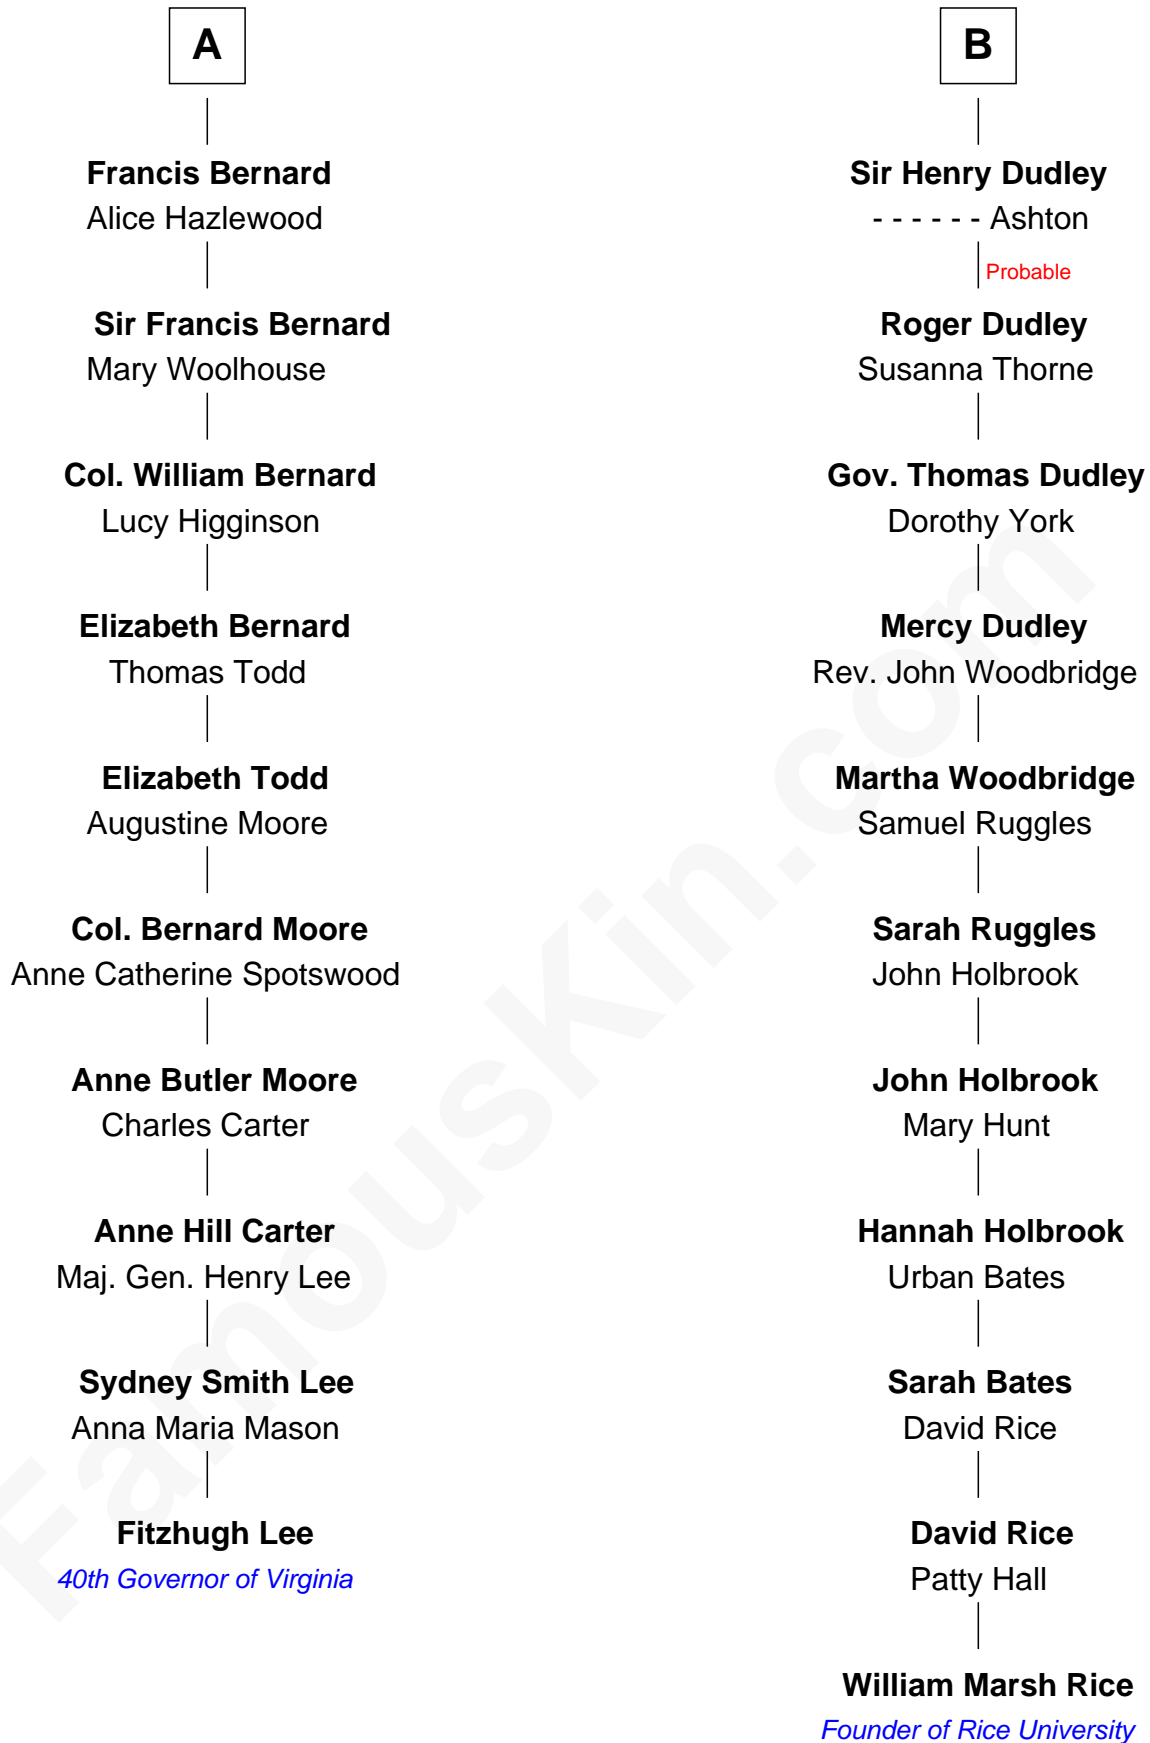 A
Francis Bernard
Alice Hazlewood
Sir Francis Bernard
Mary Woolhouse
Col. William Bernard
Lucy Higginson
Elizabeth Bernard
Thomas Todd
Elizabeth Todd
Augustine Moore
Col. Bernard Moore
Anne Catherine Spotswood
Anne Butler Moore
Charles Carter
Anne Hill Carter
Maj. Gen. Henry Lee
Sydney Smith Lee
Anna Maria Mason
Fitzhugh Lee
40th Governor of Virginia
B
Sir Henry Dudley
- - - - - - Ashton
Probable
Roger Dudley
Susanna Thorne
Gov. Thomas Dudley
Dorothy York
Mercy Dudley
Rev. John Woodbridge
Martha Woodbridge
Samuel Ruggles
Sarah Ruggles
John Holbrook
John Holbrook
Mary Hunt
Hannah Holbrook
Urban Bates
Sarah Bates
David Rice
David Rice
Patty Hall
William Marsh Rice
Founder of Rice University
FamousKin.com